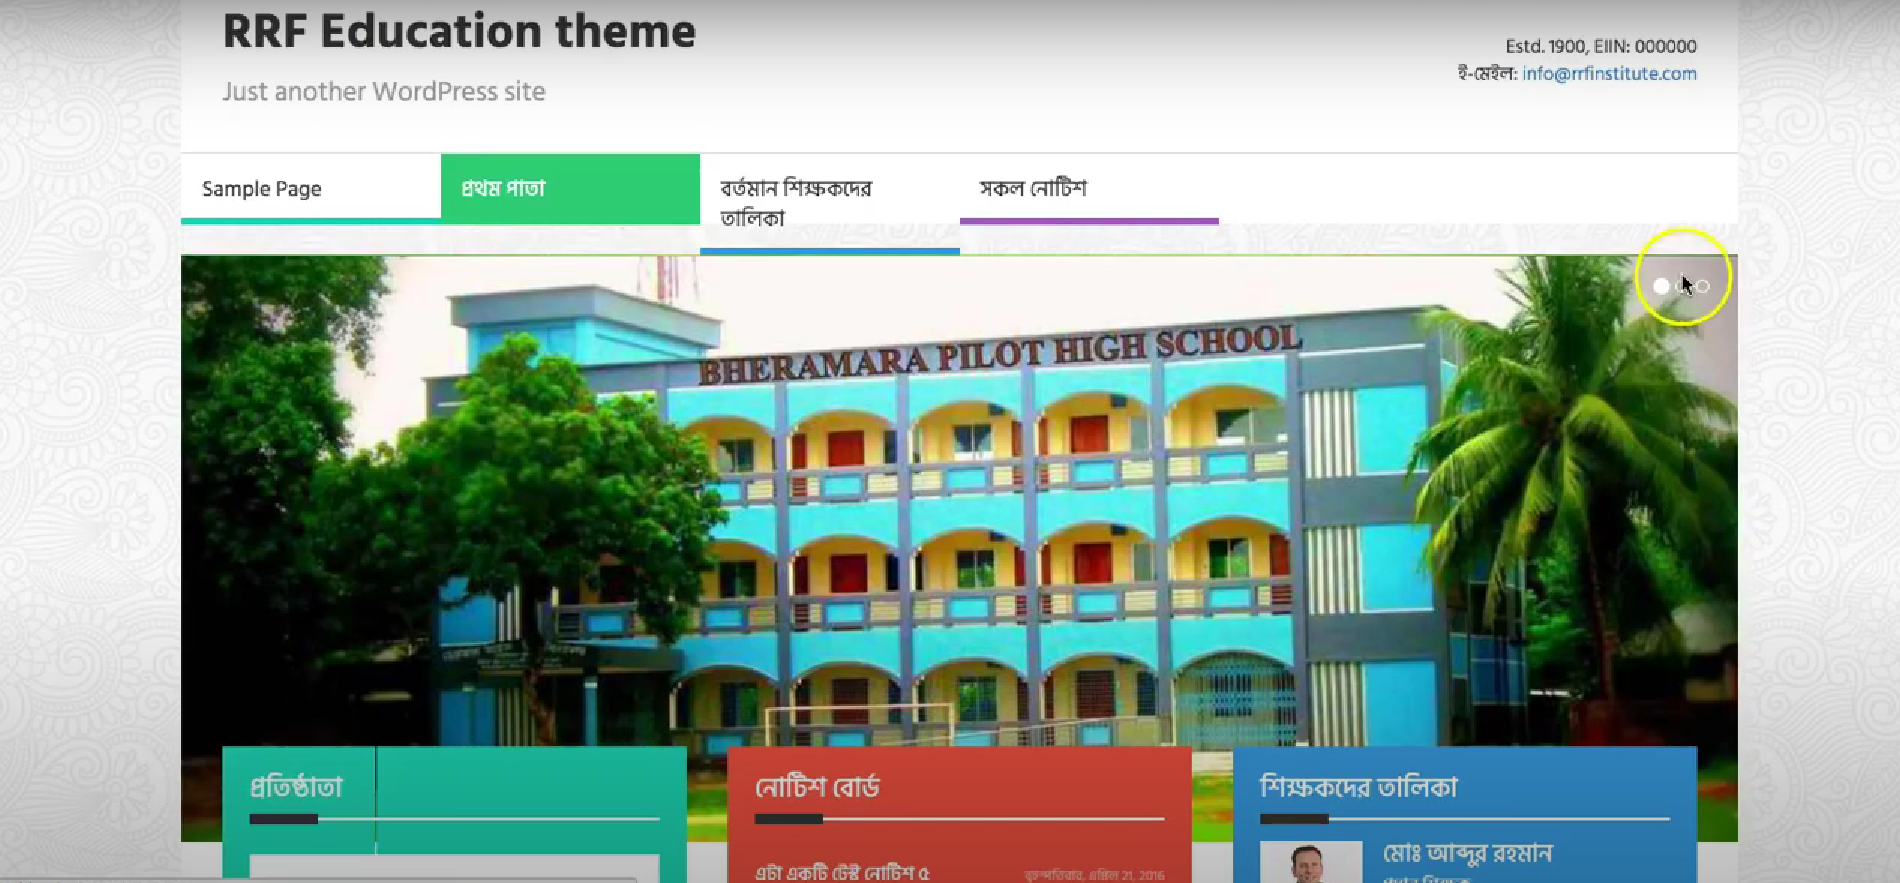 RRF Education theme
Just another WordPress site
Estd. 1900, EIIN: 000000
ই-মেইল: info@rrfinstitute.com
Sample Page
প্রথম পাতা
বর্তমান শিক্ষকদের
তালিকা
সকল নোটিশ
BHERAMARA PILOT HIGH SCHOOL
প্রতিষ্ঠাতা
নোটিশ বোর্ড
শিক্ষকদের তালিকা
এটা একটি টেস্ট নোটিশ ৫
বৃহস্পতিবার, এপ্রিল 21, 2016
মোঃ আব্দুর রহমান